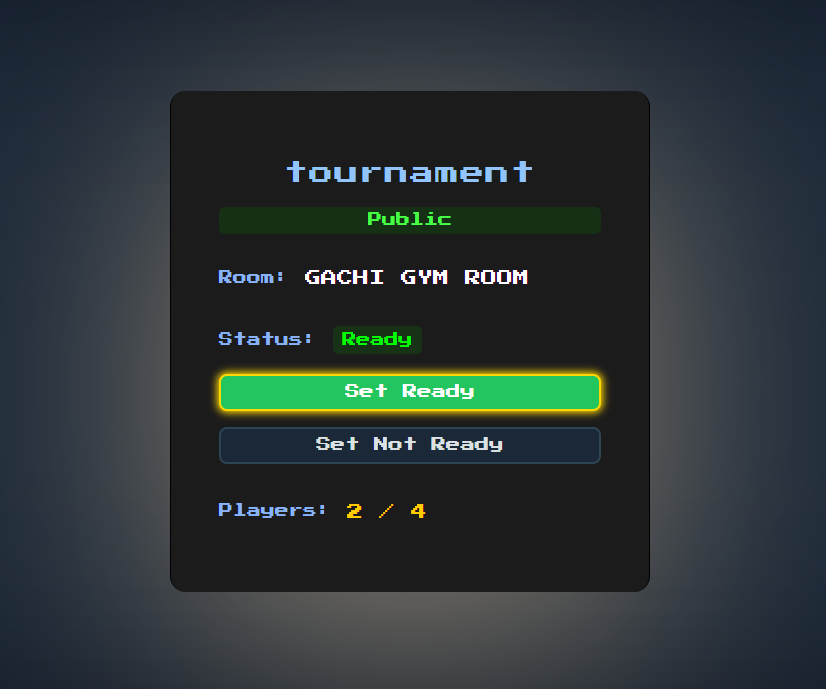 tournament
Public
Room: GACHI GYM ROOM
Status: Ready
Set Ready
Set Not Ready
Players: 2 / 4